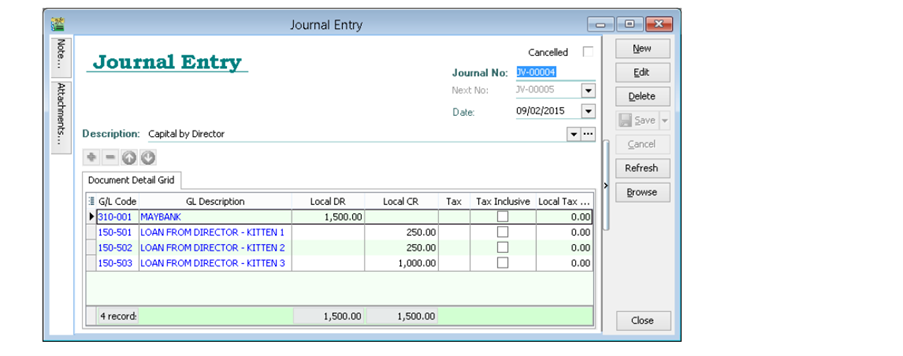 Journal Entry
Note...
Attachments...
Journal Entry
Cancelled
Journal No: JV-00004
Next No: JV-00005
Date: 09/02/2015
Description: Capital by Director
Document Detail Grid
G/L Code GL Description Local DR Local CR Tax Tax Inclusive Local Tax ...
310-001 MAYBANK 1,500.00 0.00
150-501 LOAN FROM DIRECTOR - KITTEN 1 250.00 0.00
150-502 LOAN FROM DIRECTOR - KITTEN 2 250.00 0.00
150-503 LOAN FROM DIRECTOR - KITTEN 3 1,000.00 0.00
4 record: 1,500.00 1,500.00
New
Edit
Delete
Save
Cancel
Refresh
Browse
Close